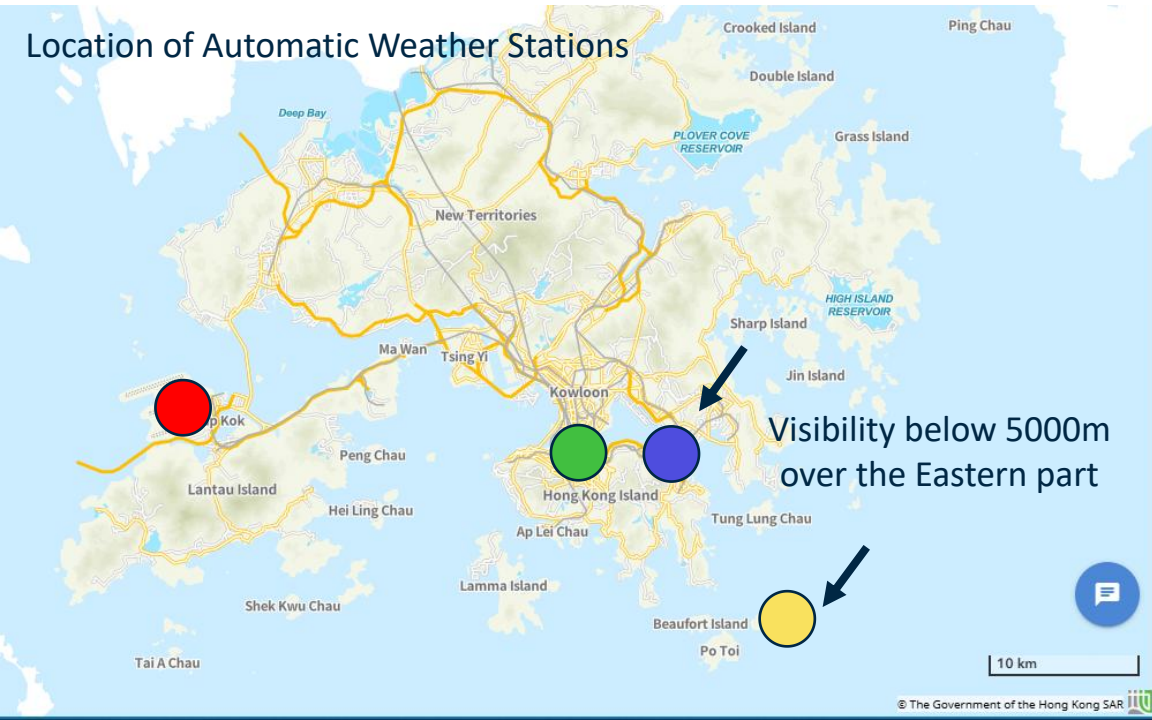 Location of Automatic Weather Stations
Crooked Island
Ping Chau
Double Island
Deep Bay
PLOVER COVE
RESERVOIR
Grass Island
New Territories
HIGH ISLAND
RESERVOIR
Sharp Island
Ma Wan
Tsing Yi
Jin Island
Kowloon
p Kok
Visibility below 5000m
over the Eastern part
Peng Chau
Lantau Island
Hong Kong Island
Hei Ling Chau
Tung Lung Chau
Ap Lei Chau
Lamma Island
Shek Kwu Chau
Beaufort Island
Po Toi
Tai A Chau
10 km
© The Government of the Hong Kong SAR